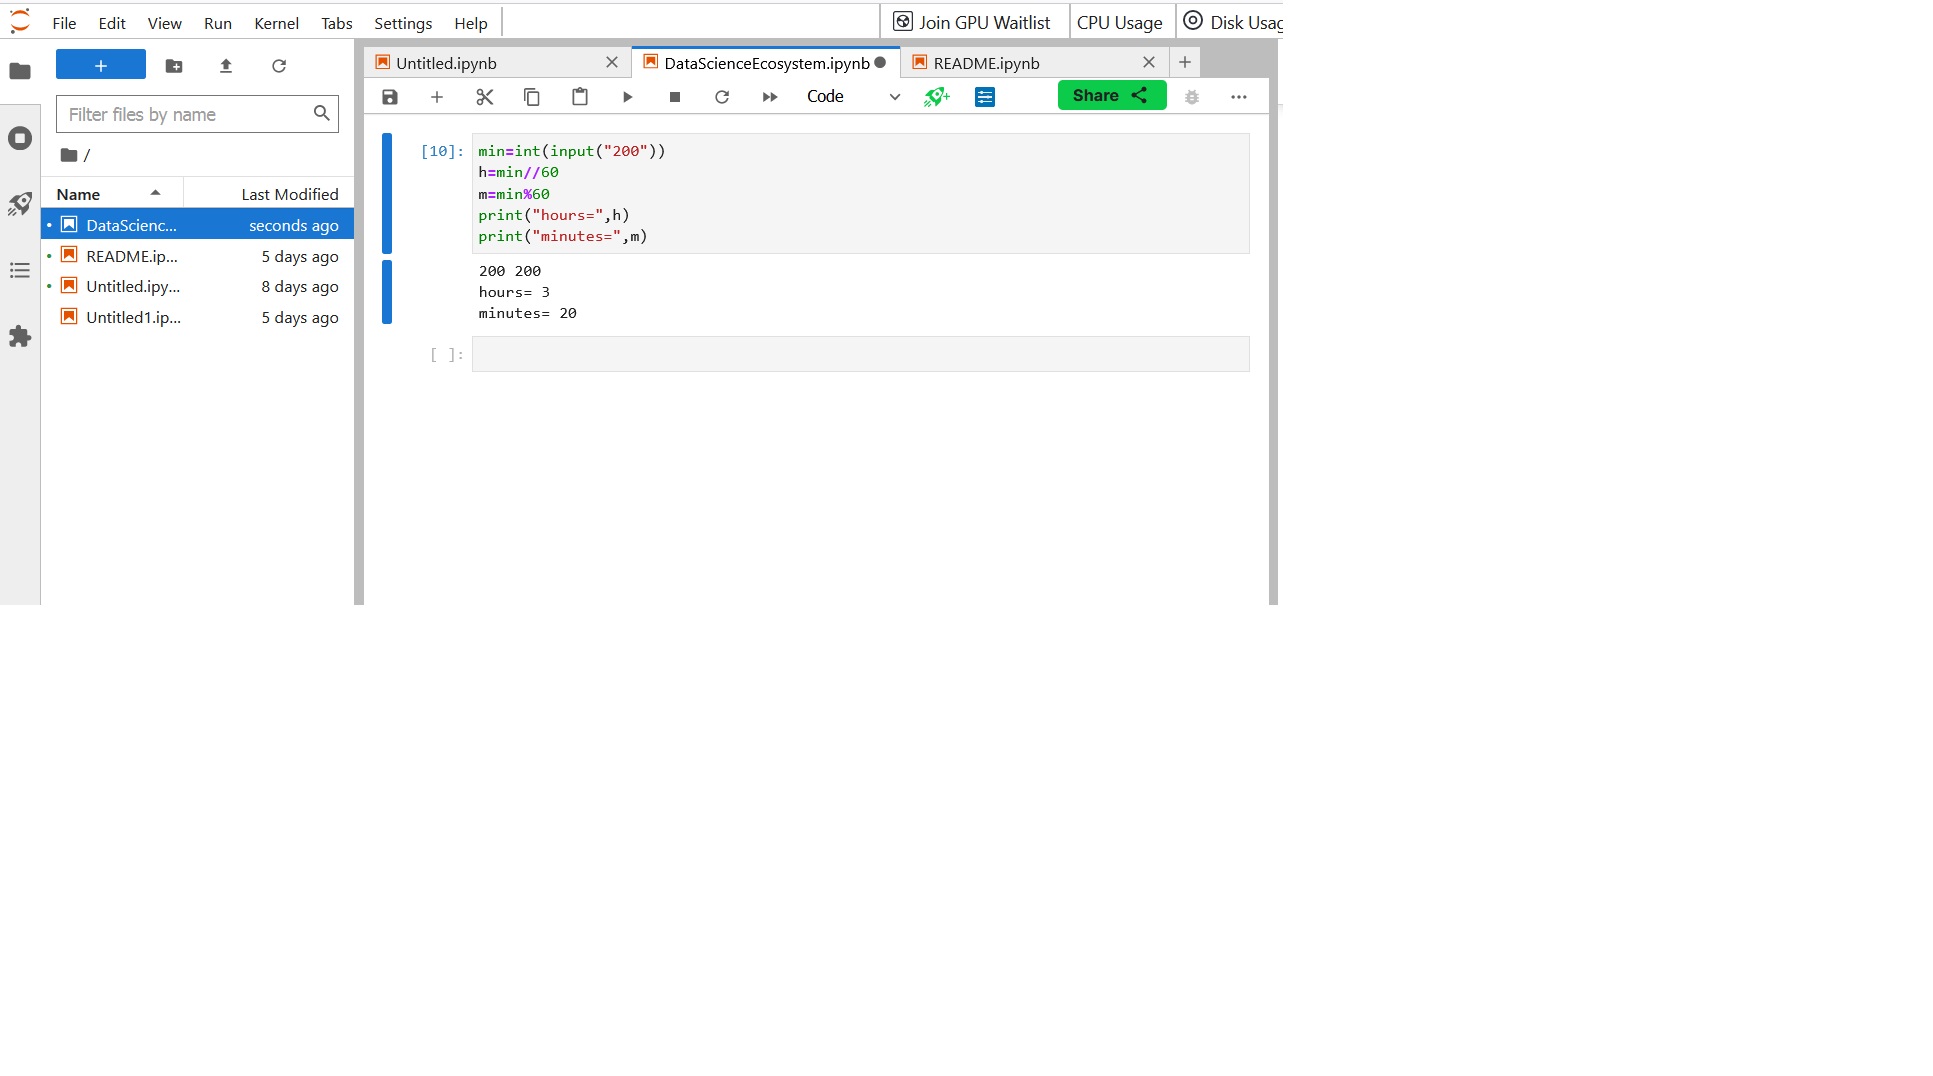 File Edit View Run Kernel Tabs Settings Help Join GPU Waitlist CPU Usage Disk Usag
Untitled.ipynb DataScienceEcosystem.ipynb README.ipynb
Code Share
Filter files by name
/
Name Last Modified
DataScienc... seconds ago
README.ip... 5 days ago
Untitled.ipy... 8 days ago
Untitled1.ip... 5 days ago
[10]: min=int(input("200"))
h=min//60
m=min%60
print("hours=",h)
print("minutes=",m)
200 200
hours= 3
minutes= 20
[ ]: